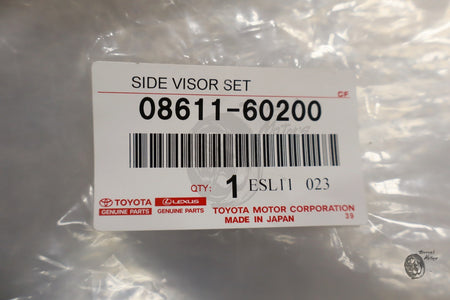 SIDE VISOR SET
CF
08611-60200
QTY: 1 ESL11 023
TOYOTA LEXUS TOYOTA MOTOR CORPORATION
GENUINE PARTS GENUINE PARTS MADE IN JAPAN 39